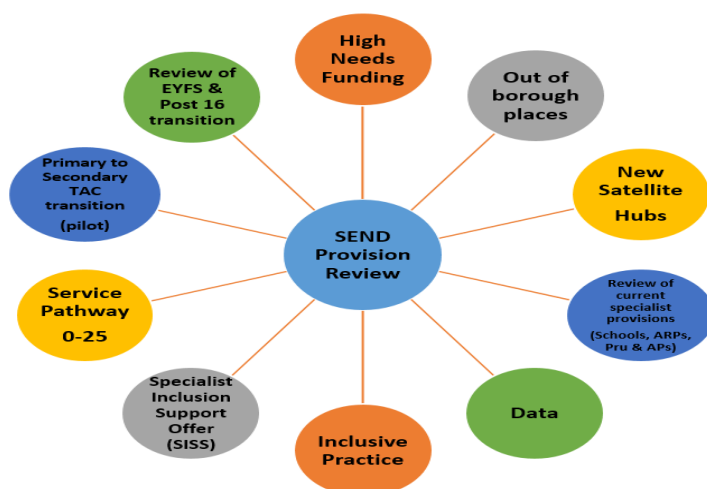 High
Needs
Funding
Out of
borough
places
New
Satellite
Hubs
Review of
current
specialist
provisions
(Schools, ARPs,
Pru & APs)
Data
Inclusive
Practice
Specialist
Inclusion
Support
Offer
(SISS)
Service
Pathway
0-25
Primary to
Secondary
TAC
transition
(pilot)
Review of
EYFS &
Post 16
transition
SEND
Provision
Review